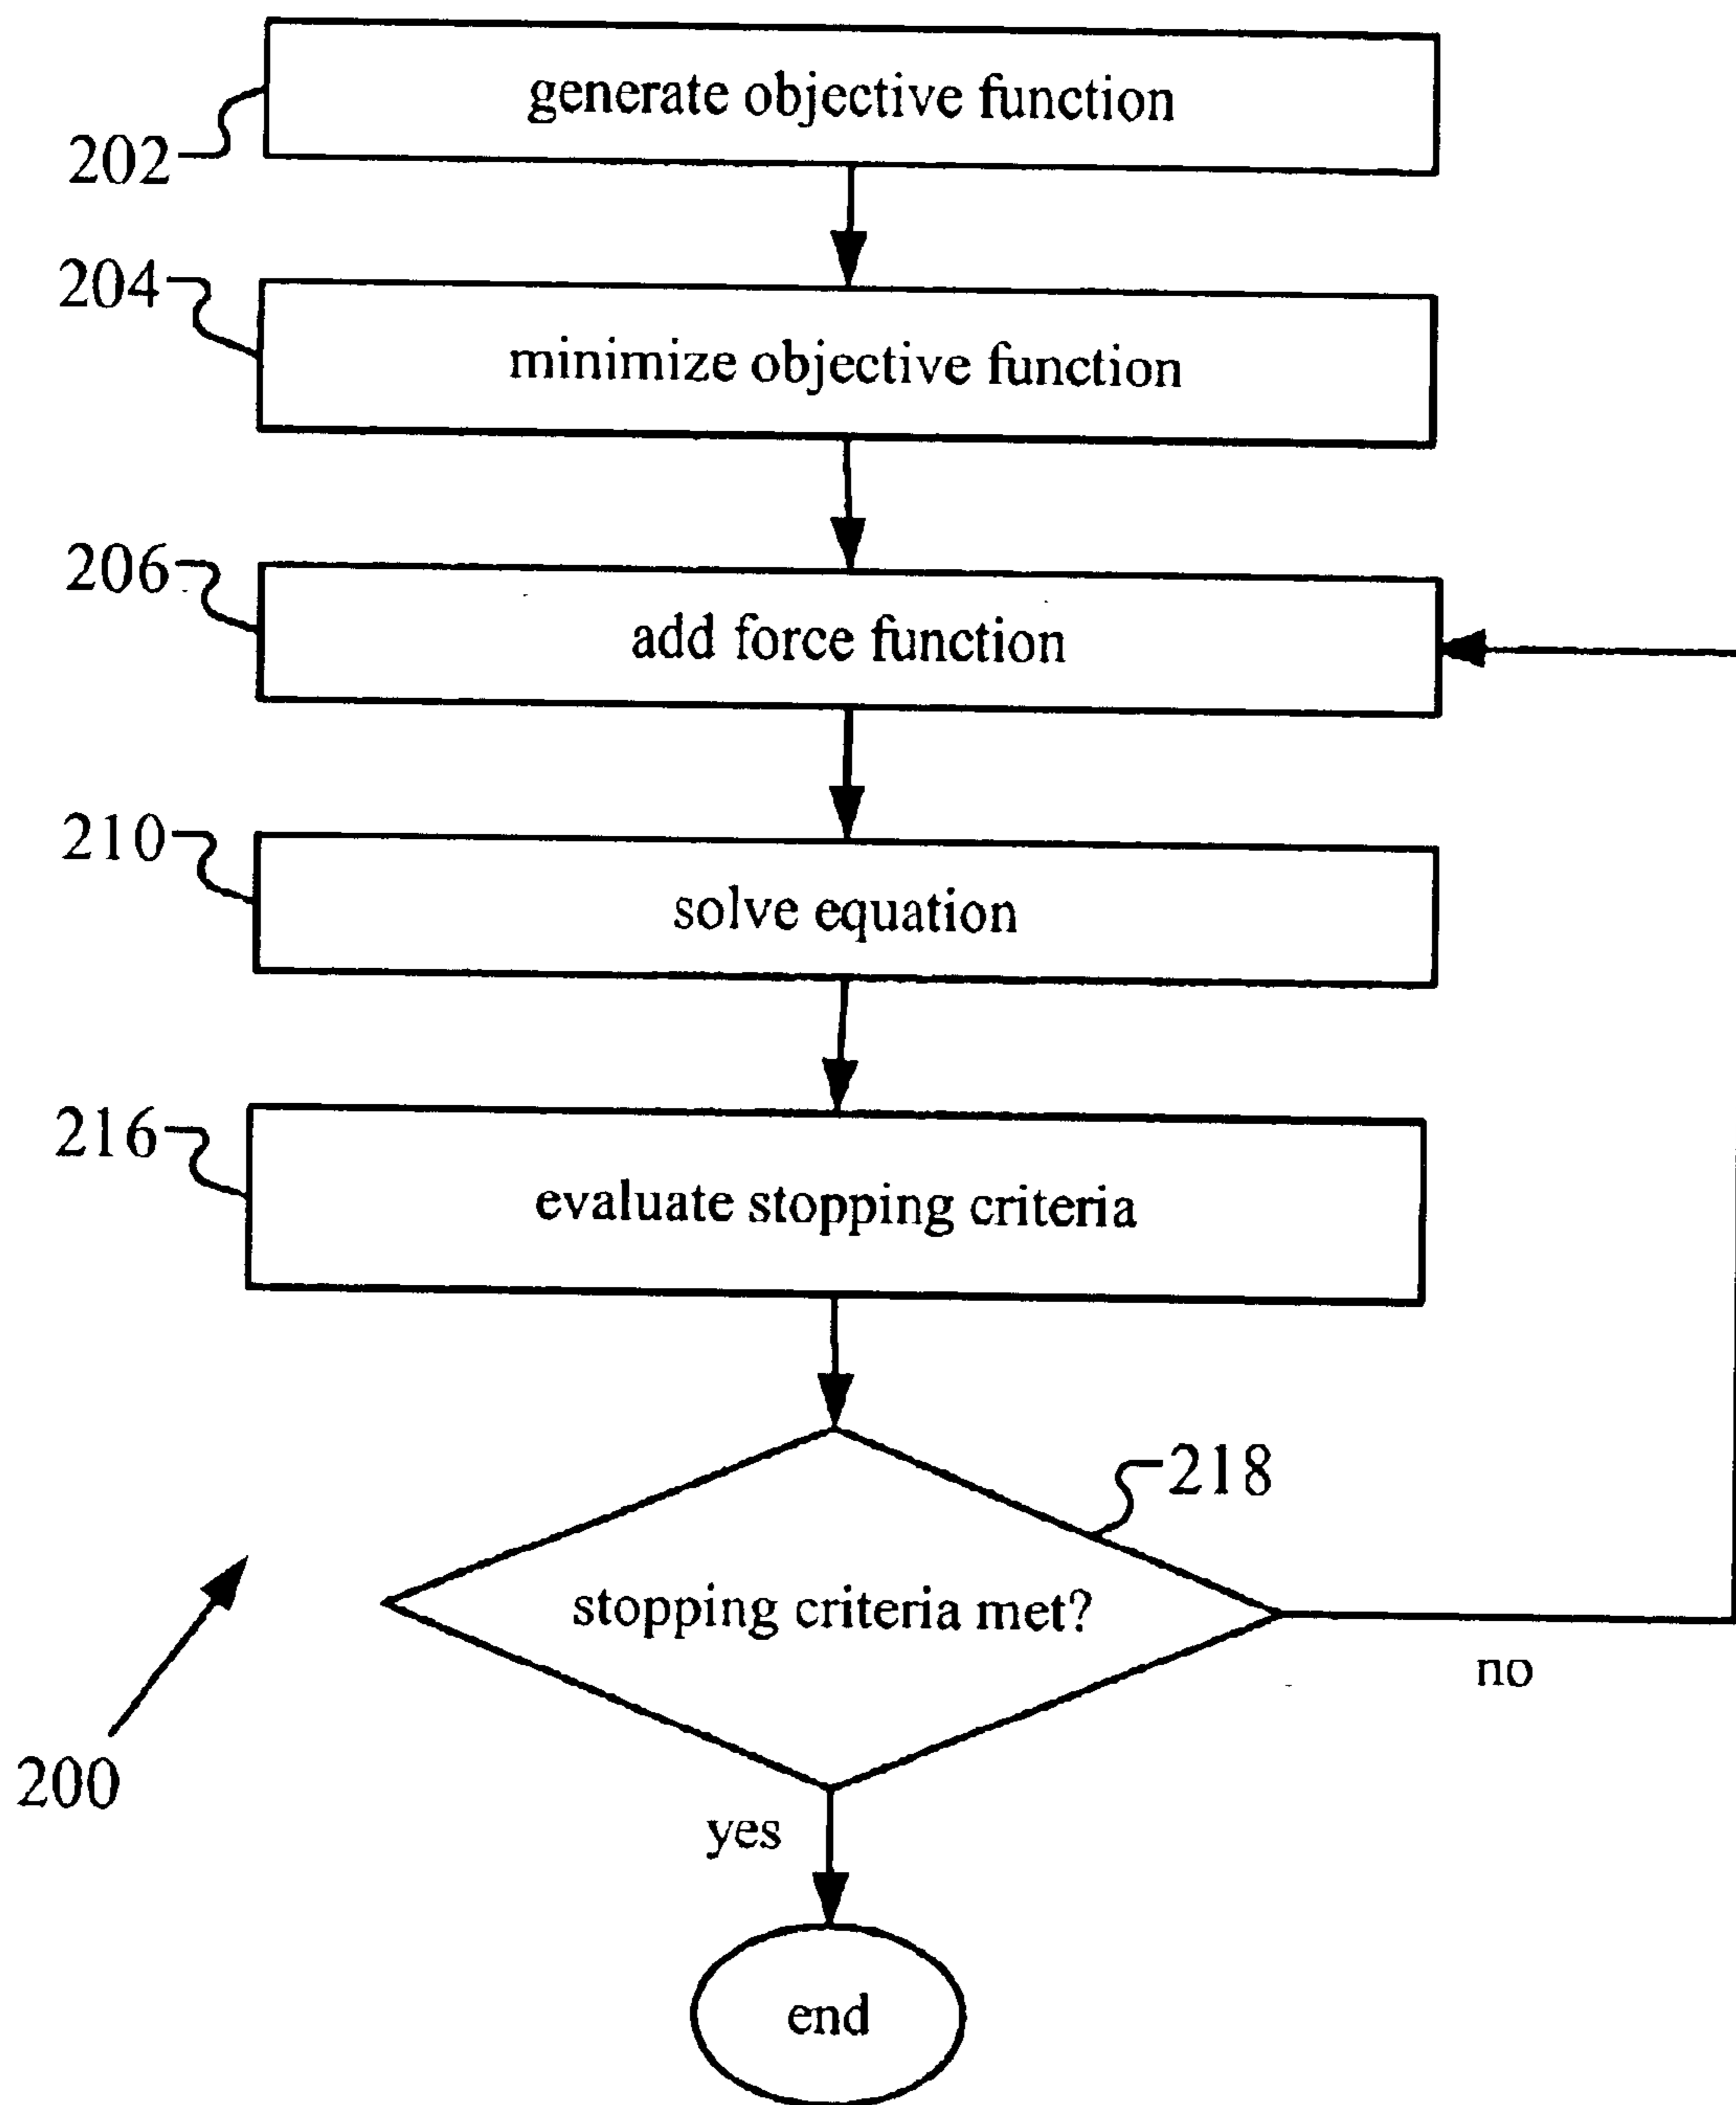 generate objective function
202
204
minimize objective function
206
add force function
210
solve equation
216
evaluate stopping criteria
218
stopping criteria met?
no
200
yes
end